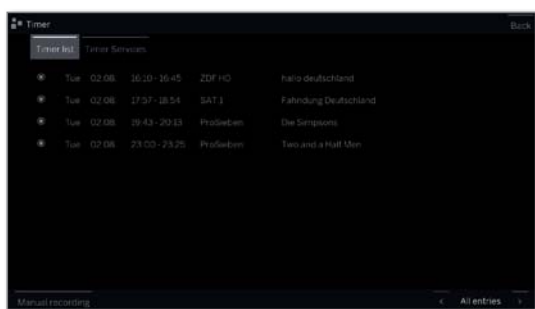 Timer Back
Timer list Timer Services
Tue 02.08. 16:10 - 16:45 ZDF HD hallo deutschland
Tue 02.08. 17:57 - 18:54 SAT.1 Fahndung Deutschland
Tue 02.08. 19:43 - 20:13 ProSieben Die Simpsons
Tue 02.08. 23:00 - 23:25 ProSieben Two and a Half Men
Manual recording < All entries >